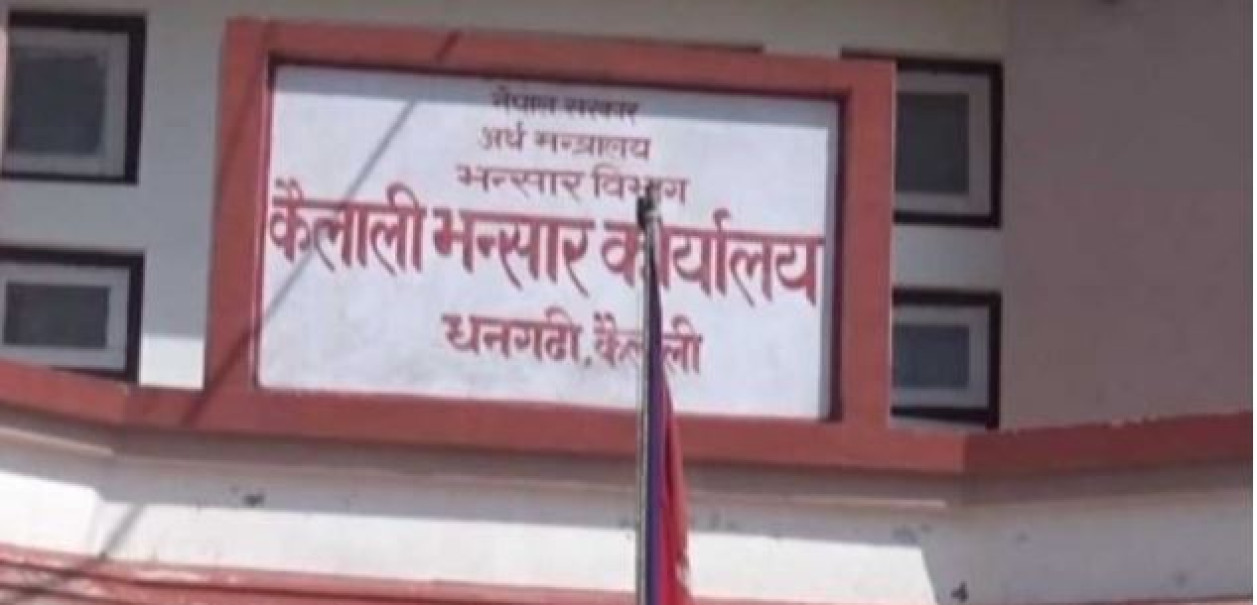 नेपाल सरकार
अर्थ मन्त्रालय
भन्सार विभाग
कैलाली भन्सार कार्यालय
धनगढी, कैलाली